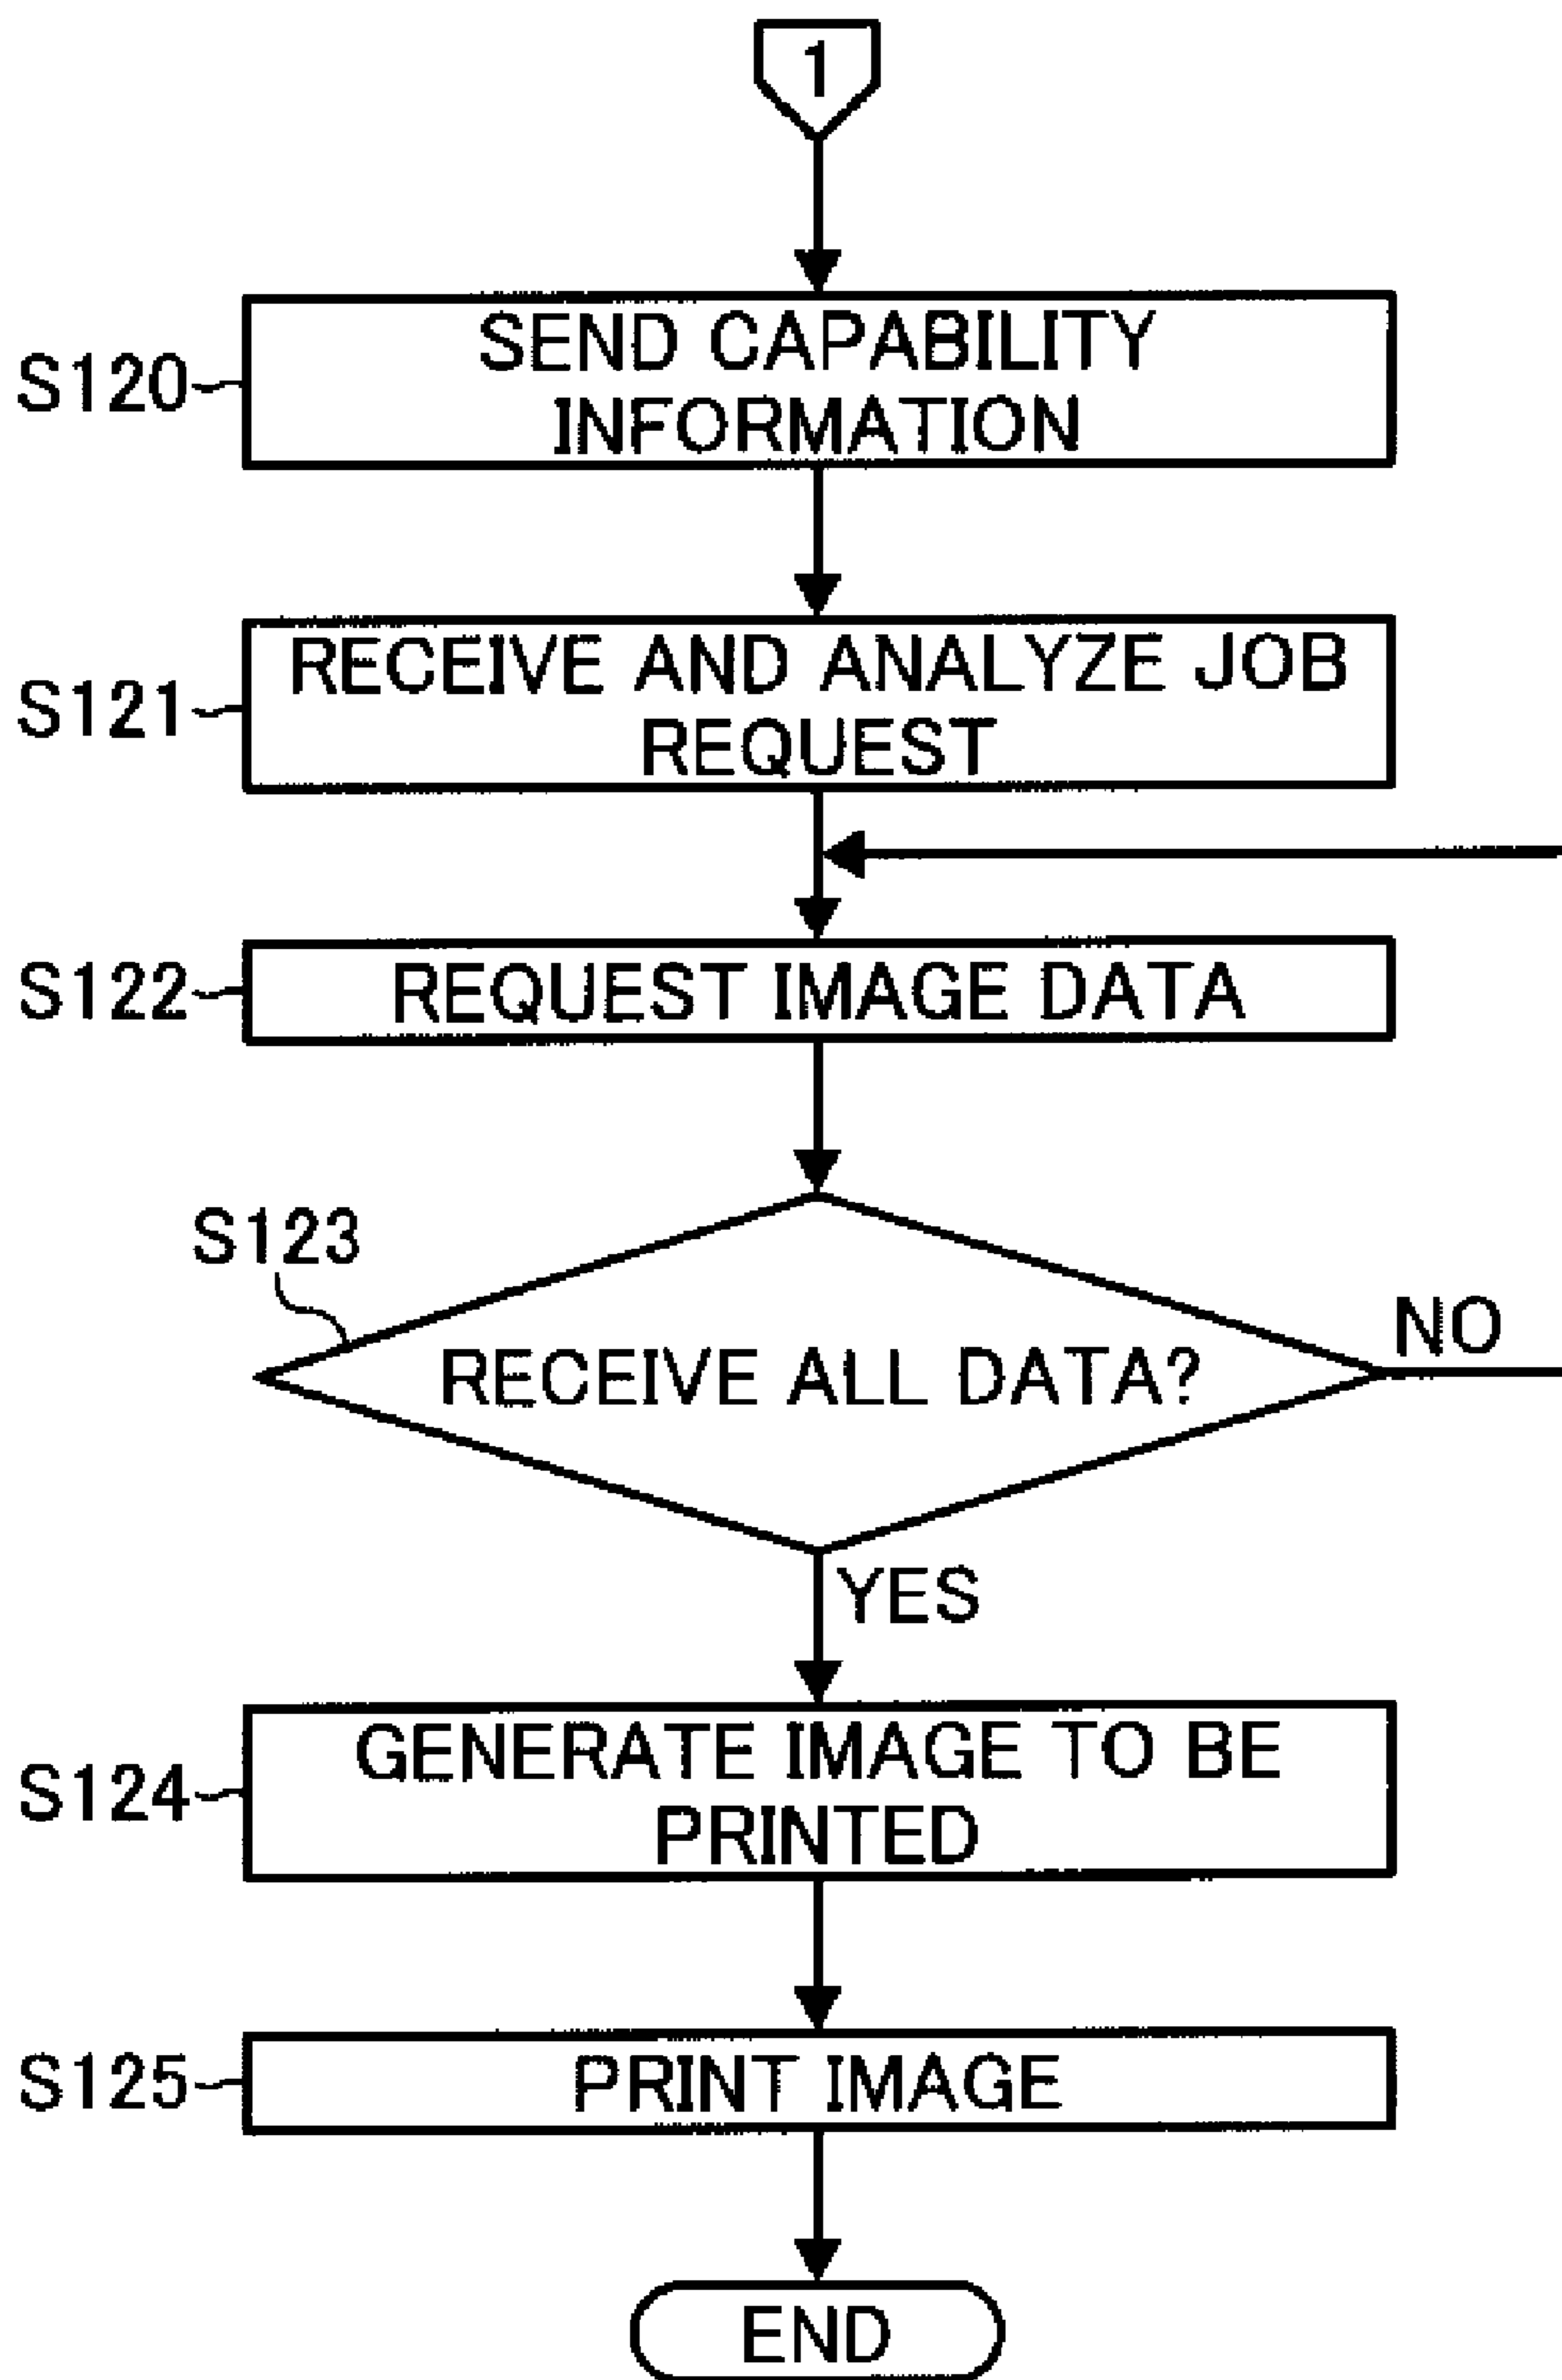 1
S120
SEND CAPABILITY
INFORMATION
S121
RECEIVE AND ANALYZE JOB
REQUEST
S122
REQUEST IMAGE DATA
S123
RECEIVE ALL DATA?
NO
YES
S124
GENERATE IMAGE TO BE
PRINTED
S125
PRINT IMAGE
END